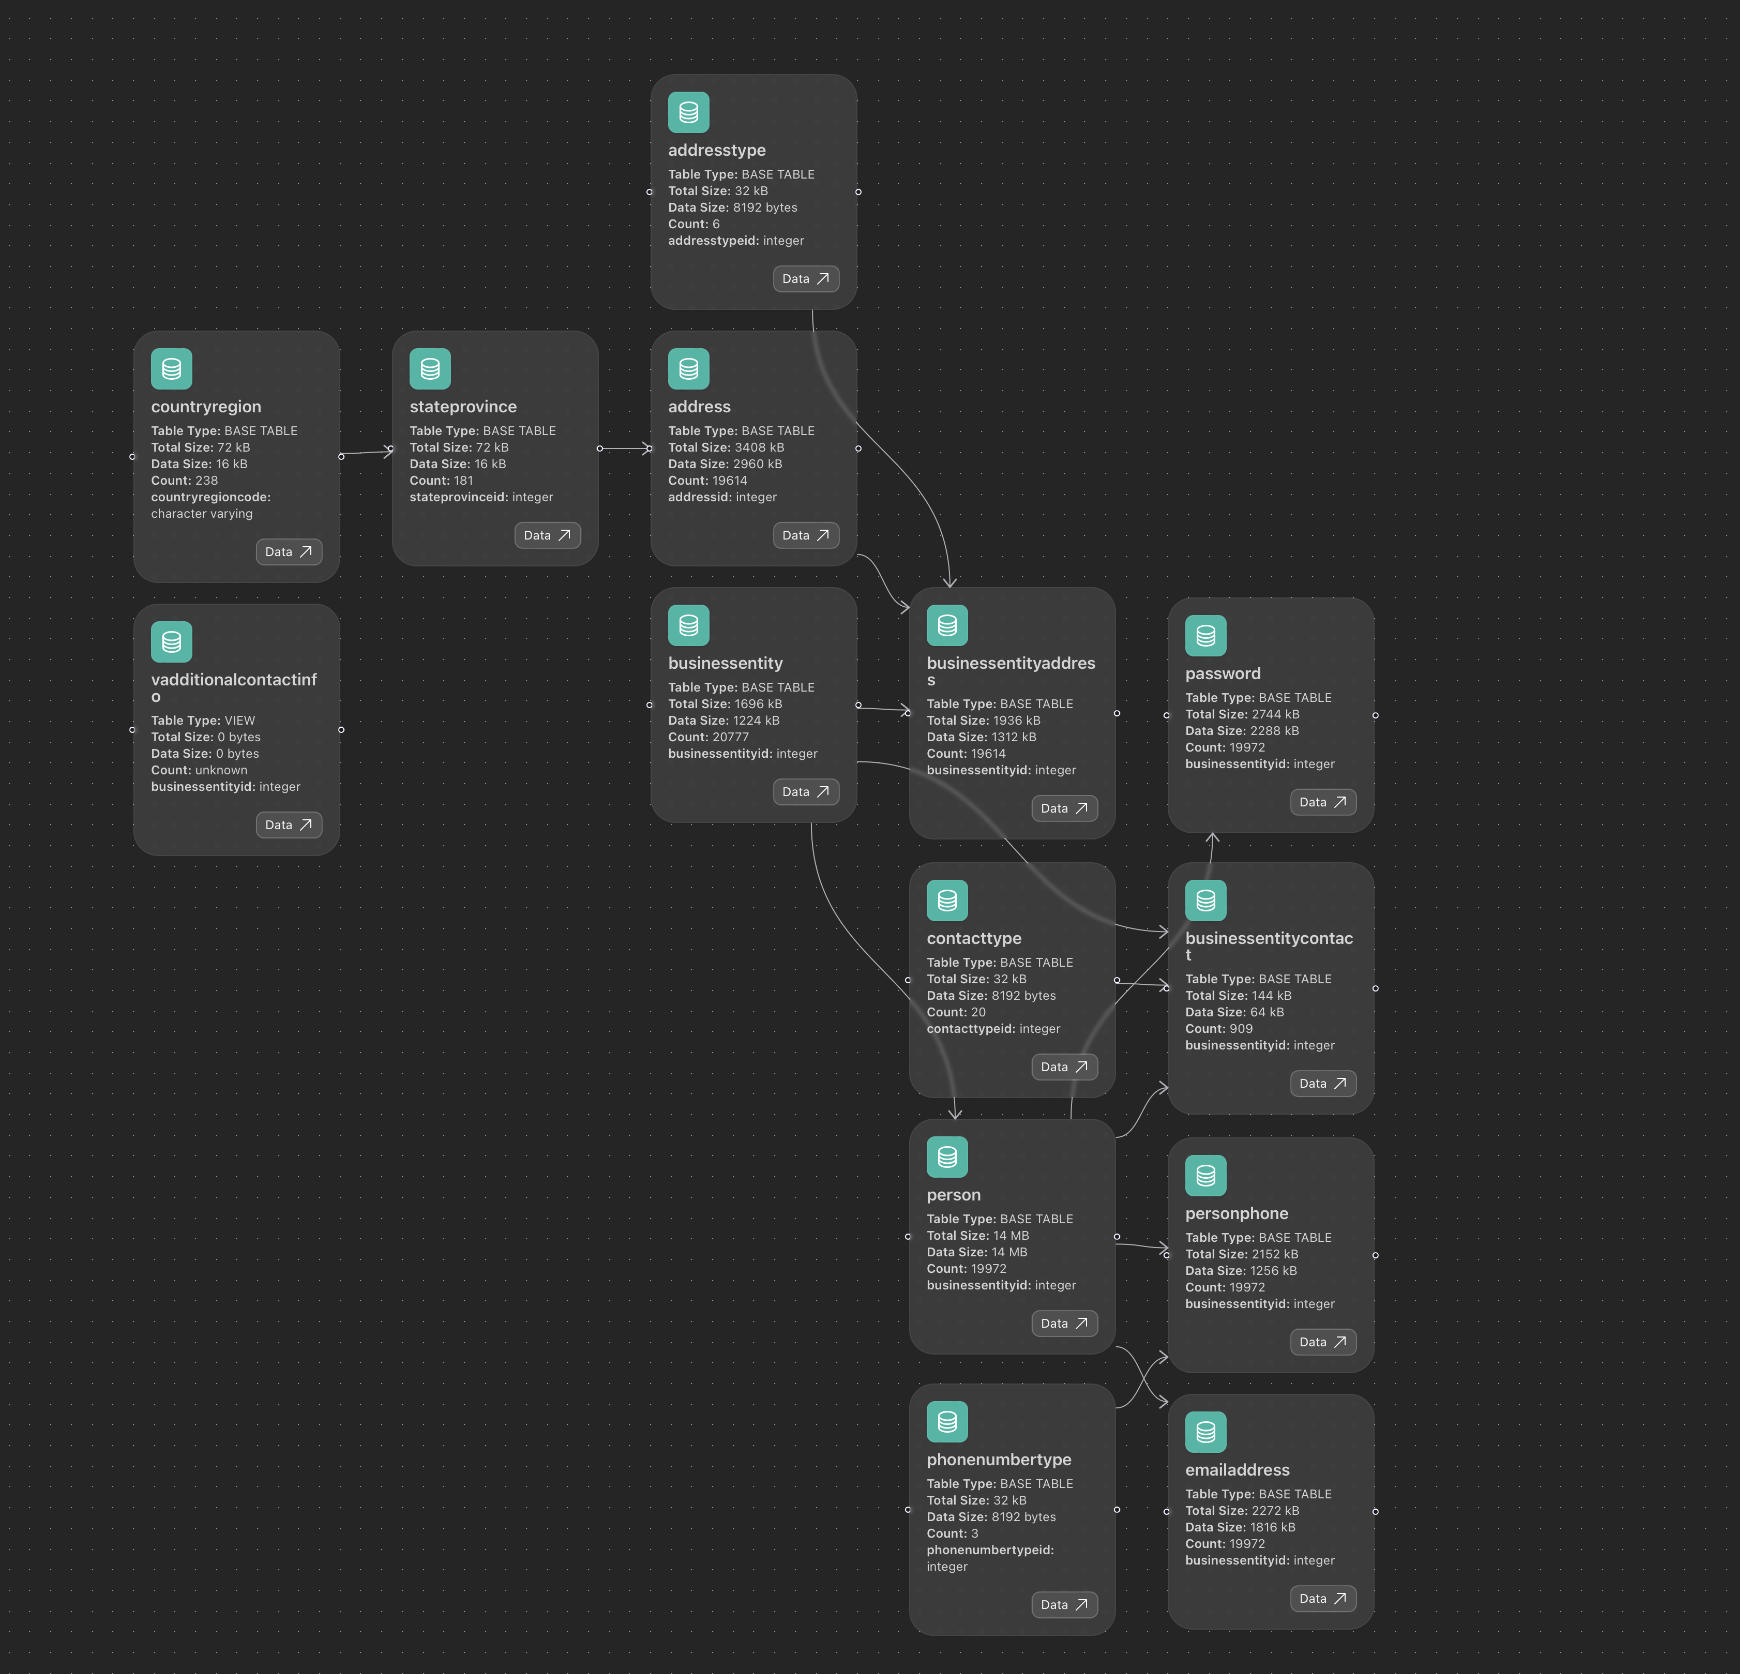 addresstype
Table Type: BASE TABLE
Total Size: 32 kB
Data Size: 8192 bytes
Count: 6
addresstypeid: integer
Data
countryregion
Table Type: BASE TABLE
Total Size: 72 kB
Data Size: 16 kB
Count: 238
countryregioncode:
character varying
Data
stateprovince
Table Type: BASE TABLE
Total Size: 72 kB
Data Size: 16 kB
Count: 181
stateprovinceid: integer
Data
address
Table Type: BASE TABLE
Total Size: 3408 kB
Data Size: 2960 kB
Count: 19614
addressid: integer
Data
vadditionalcontactinf
o
Table Type: VIEW
Total Size: 0 bytes
Data Size: 0 bytes
Count: unknown
businessentityid: integer
Data
businessentity
Table Type: BASE TABLE
Total Size: 1696 kB
Data Size: 1224 kB
Count: 20777
businessentityid: integer
Data
businessentityaddres
s
Table Type: BASE TABLE
Total Size: 1936 kB
Data Size: 1312 kB
Count: 19614
businessentityid: integer
Data
password
Table Type: BASE TABLE
Total Size: 2744 kB
Data Size: 2288 kB
Count: 19972
businessentityid: integer
Data
contacttype
Table Type: BASE TABLE
Total Size: 32 kB
Data Size: 8192 bytes
Count: 20
contacttypeid: integer
Data
businessentitycontac
t
Table Type: BASE TABLE
Total Size: 144 kB
Data Size: 64 kB
Count: 909
businessentityid: integer
Data
person
Table Type: BASE TABLE
Total Size: 14 MB
Data Size: 14 MB
Count: 19972
businessentityid: integer
Data
personphone
Table Type: BASE TABLE
Total Size: 2152 kB
Data Size: 1256 kB
Count: 19972
businessentityid: integer
Data
phonenumbertype
Table Type: BASE TABLE
Total Size: 32 kB
Data Size: 8192 bytes
Count: 3
phonenumbertypeid:
integer
Data
emailaddress
Table Type: BASE TABLE
Total Size: 2272 kB
Data Size: 1816 kB
Count: 19972
businessentityid: integer
Data